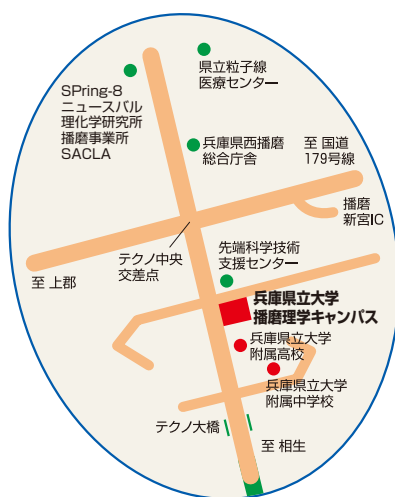 県立粒子線
医療センター
SPring-8
ニュースバル
理化学研究所
播磨事業所
SACLA
兵庫県西播磨
総合庁舎
至 国道
179号線
播磨
新宮IC
テクノ中央
交差点
至 上郡
先端科学技術
支援センター
兵庫県立大学
播磨理学キャンパス
兵庫県立大学
附属高校
兵庫県立大学
附属中学校
テクノ大橋
至 相生